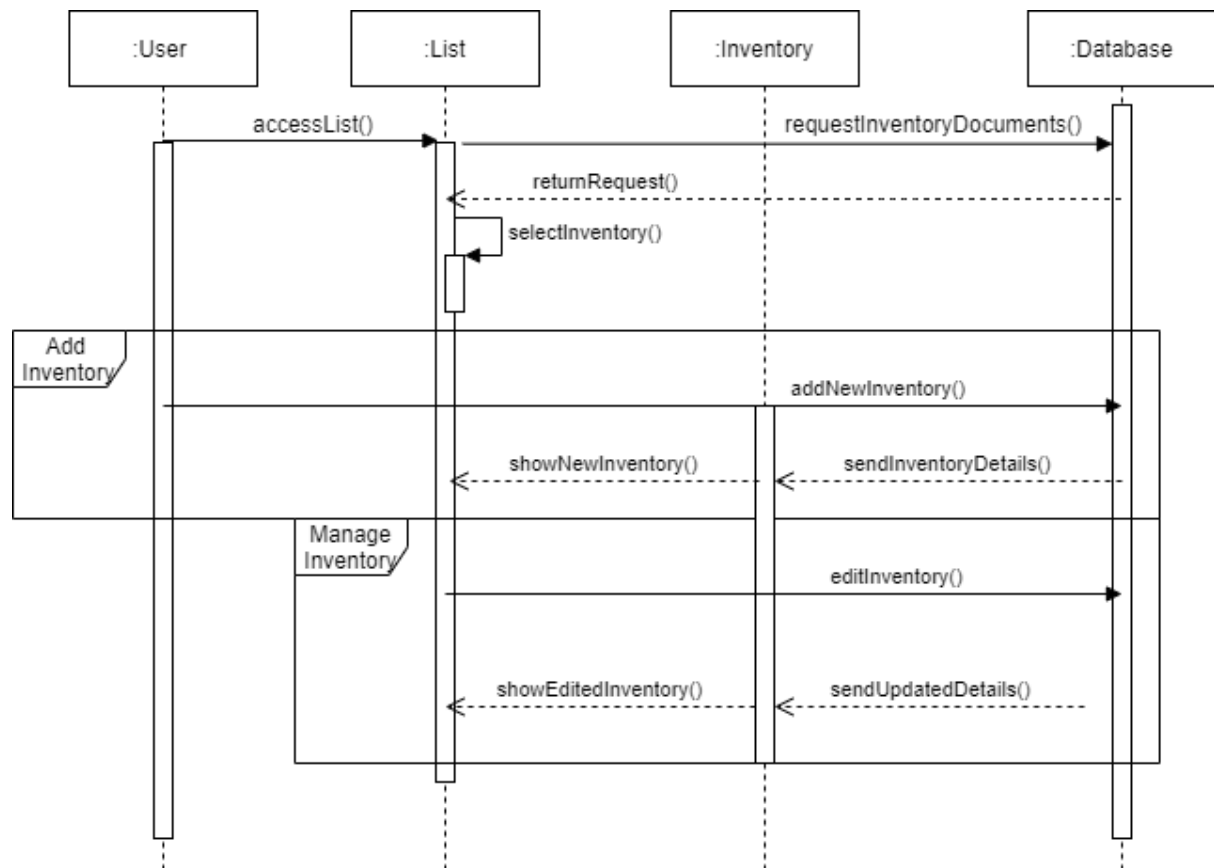 :User
:List
:Inventory
:Database
accessList()
requestInventoryDocuments()
returnRequest()
selectInventory()
Add
Inventory
addNewInventory()
showNewInventory()
sendInventoryDetails()
Manage
Inventory
editInventory()
showEditedInventory()
sendUpdatedDetails()